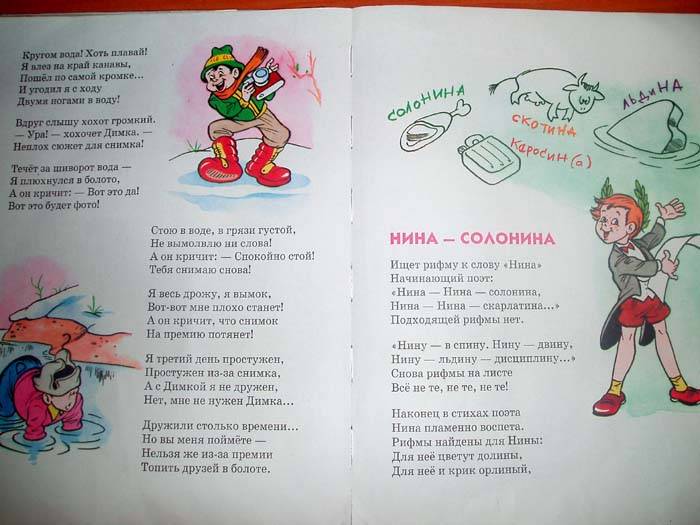 Кругом вода! Хоть плавай!
Я влез на край канавы,
Пошёл по самой кромке...
И угодил я с ходу
Двумя ногами в воду!
Вдруг слышу хохот громкий.
— Ура! — хохочет Димка. —
Неплох сюжет для снимка!
Течёт за шиворот вода —
Я плюхнулся в болото,
А он кричит: — Вот это да!
Вот это будет фото!
Стою в воде, в грязи густой,
Не вымолвлю ни слова!
А он кричит: — Спокойно стой!
Тебя снимаю снова!
Я весь дрожу, я вымок,
Вот-вот мне плохо станет!
А он кричит, что снимок
На премию потянет!
Я третий день простужен,
Простужен из-за снимка,
А с Димкой я не дружен,
Нет, мне не нужен Димка...
Дружили столько времени...
Но вы меня поймёте —
Нельзя же из-за премии
Топить друзей в болоте.
СОЛОНИНА
СКОТИНА
ЛЬДИНА
КАРОСИН(а)
НИНА — СОЛОНИНА
Ищет рифму к слову «Нина»
Начинающий поэт:
«Нина — Нина — солонина,
Нина — Нина — скарлатина...»
Подходящей рифмы нет.
«Нину — в спину. Нину — двину,
Нину — льдину — дисциплину...»
Снова рифмы на листе
Всё не те, не те, не те!
Наконец в стихах поэта
Нина пламенно воспета.
Рифмы найдены для Нины:
Для неё цветут долины,
Для неё и крик орлиный,